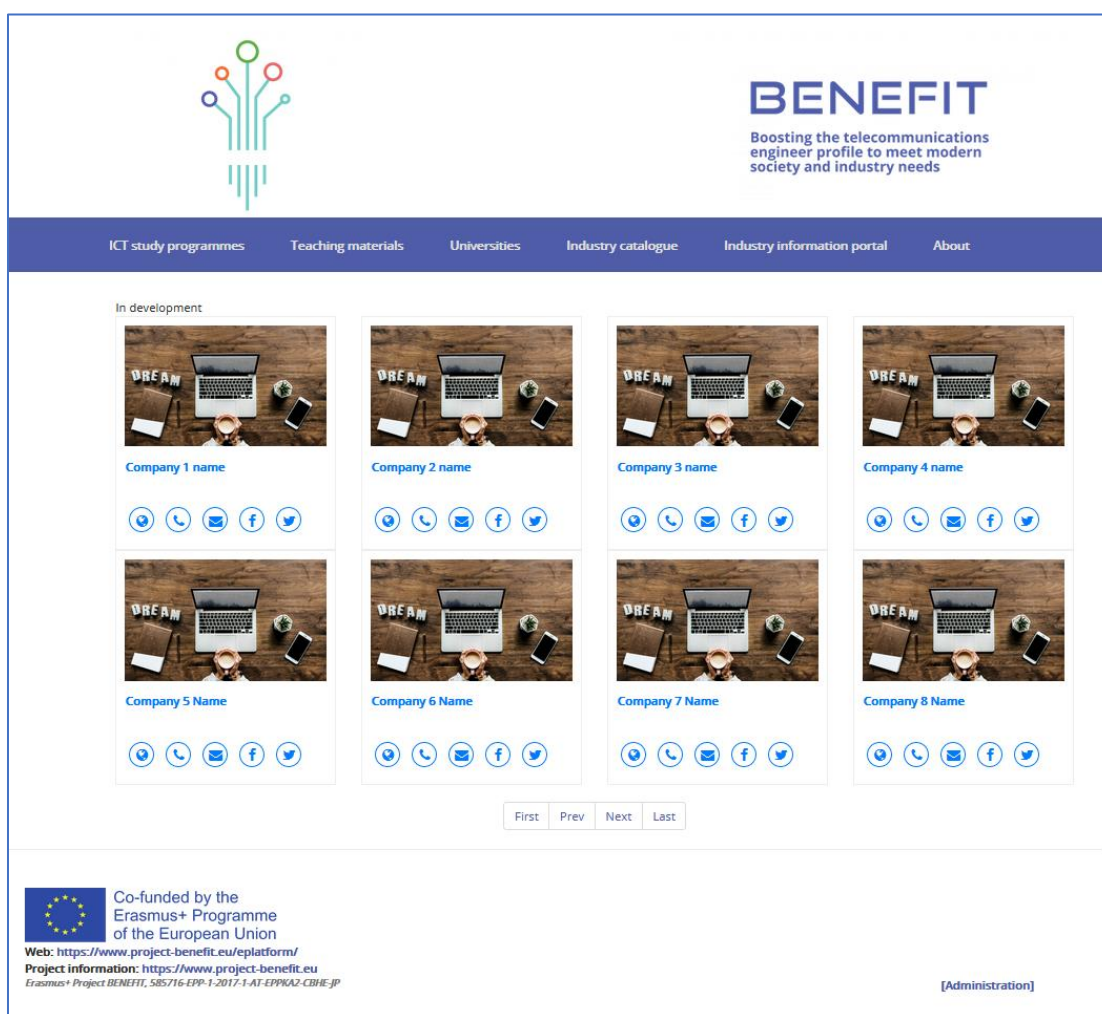 BENEFIT
Boosting the telecommunications
engineer profile to meet modern
society and industry needs
ICT study programmes Teaching materials Universities Industry catalogue Industry information portal About
In development
DREAM DREAM DREAM DREAM
Company 1 name Company 2 name Company 3 name Company 4 name
DREAM DREAM DREAM DREAM
Company 5 Name Company 6 Name Company 7 Name Company 8 Name
First Prev Next Last
Co-funded by the
Erasmus+ Programme
of the European Union
Web: https://www.project-benefit.eu/eplatform/
Project information: https://www.project-benefit.eu
Erasmus+ Project BENEFIT, 585716-EPP-1-2017-1-AT-EPPKA2-CBHE-JP
[Administration]